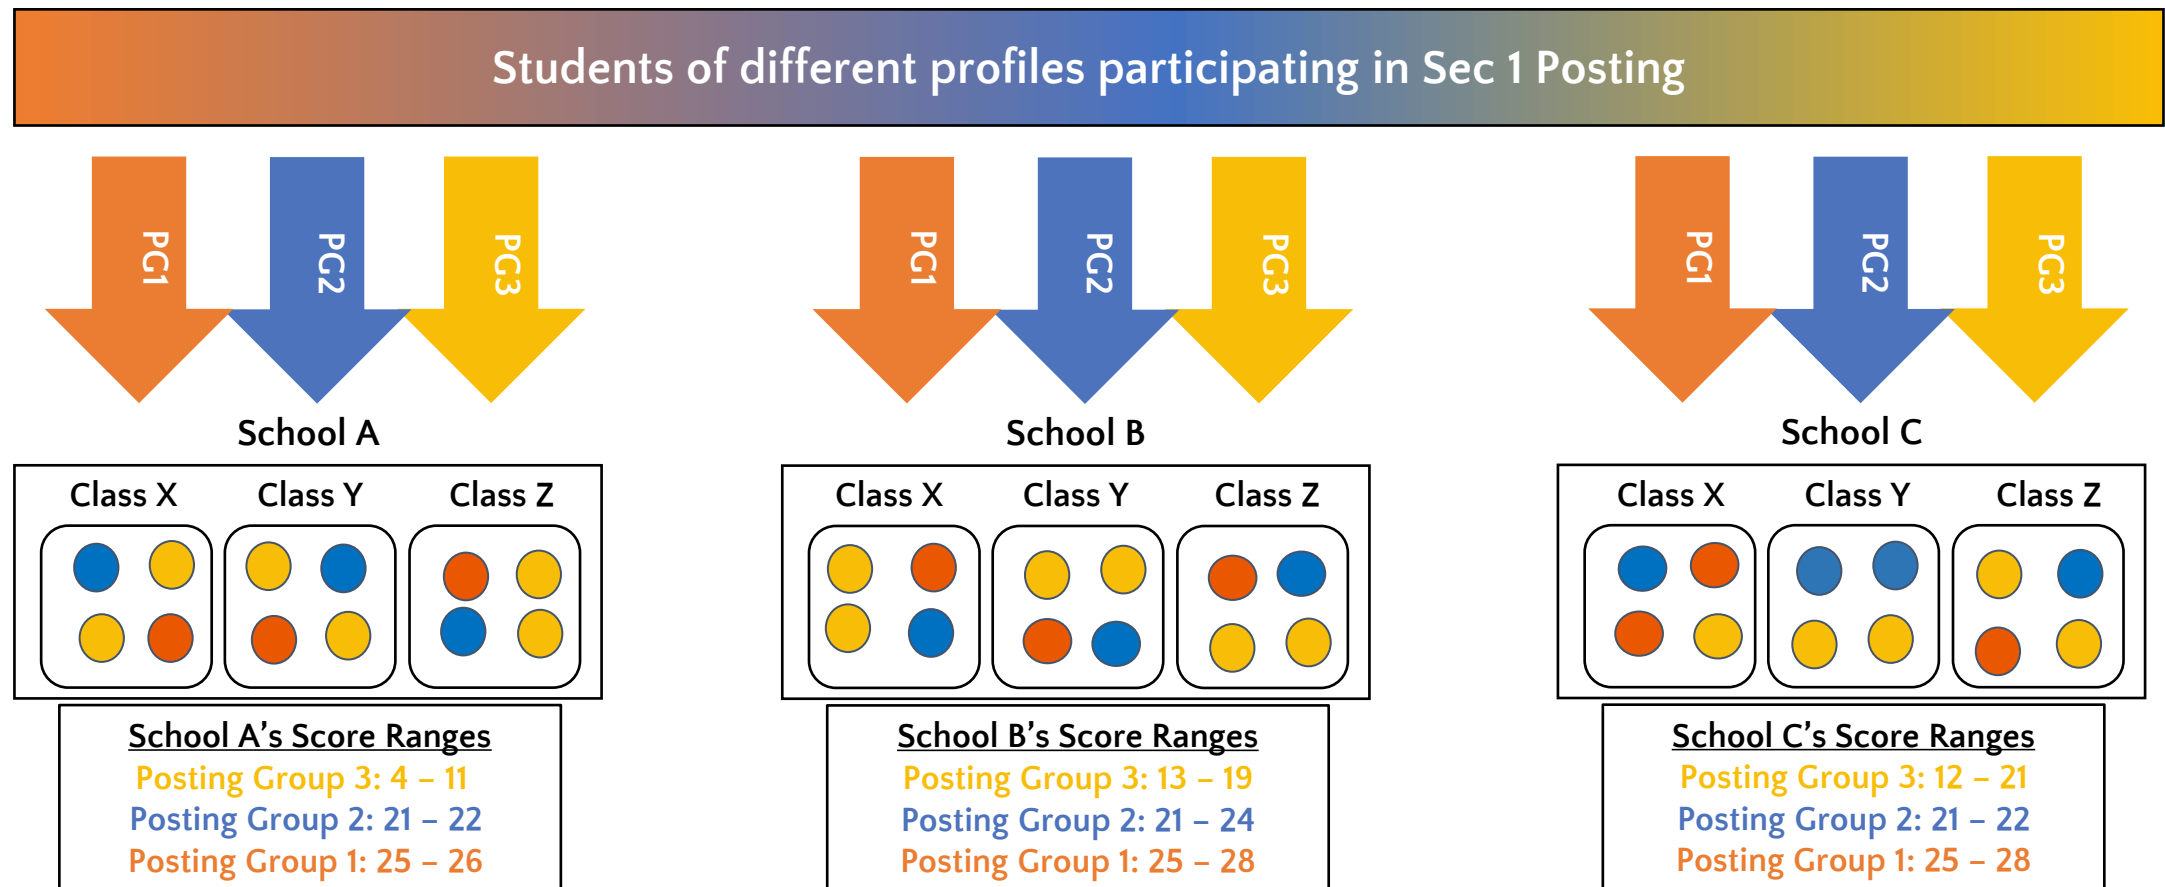 Students of different profiles participating in Sec 1 Posting
PG1
PG2
PG3
PG1
PG2
PG3
PG1
PG2
PG3
School A
School B
School C
Class X
Class Y
Class Z
Class X
Class Y
Class Z
Class X
Class Y
Class Z
School A’s Score Ranges
Posting Group 3: 4 – 11
Posting Group 2: 21 – 22
Posting Group 1: 25 – 26
School B’s Score Ranges
Posting Group 3: 13 – 19
Posting Group 2: 21 – 24
Posting Group 1: 25 – 28
School C’s Score Ranges
Posting Group 3: 12 – 21
Posting Group 2: 21 – 22
Posting Group 1: 25 – 28